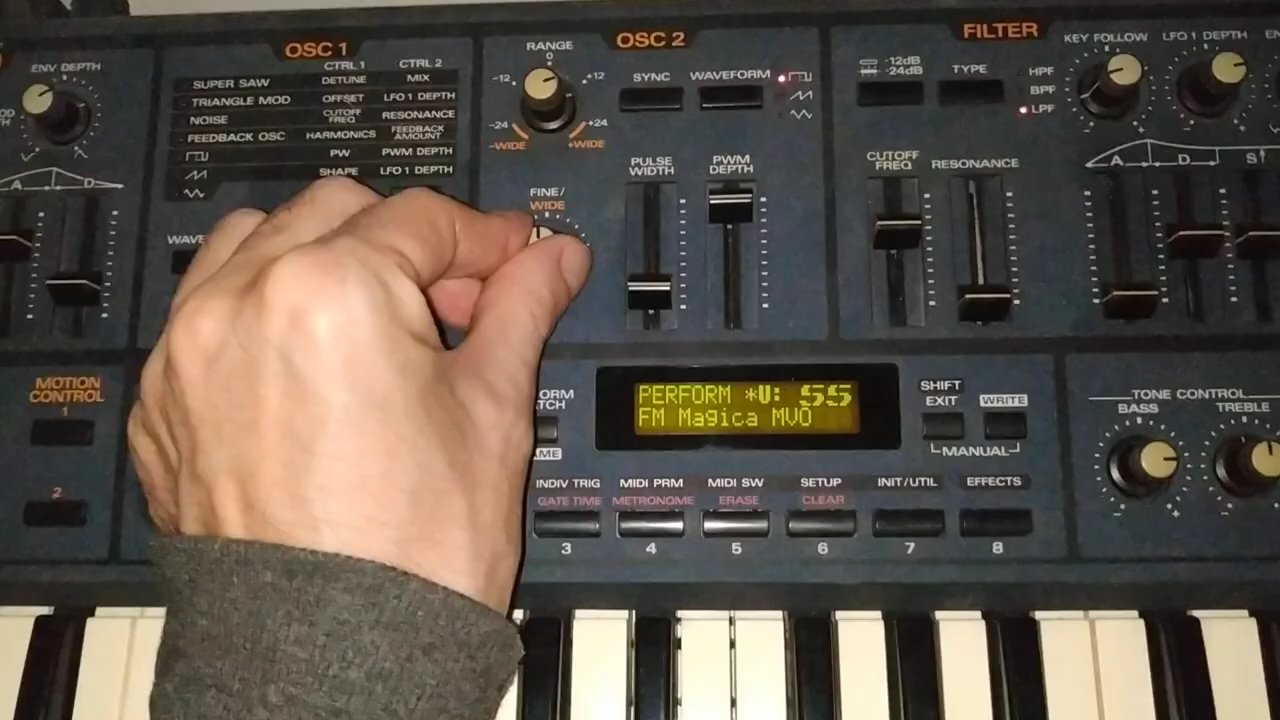 ENV DEPTH
A D
OSC 1
CTRL 1 CTRL 2
SUPER SAW DETUNE MIX
TRIANGLE MOD OFFSET LFO 1 DEPTH
NOISE CUTOFF FREQ RESONANCE
FEEDBACK OSC HARMONICS FEEDBACK AMOUNT
PW PWM DEPTH
SHAPE LFO 1 DEPTH
OSC 2
RANGE
0
-12 +12
-24 +24
-WIDE +WIDE
SYNC WAVEFORM
FINE/
WIDE
PULSE WIDTH
PWM DEPTH
FILTER
-12dB
-24dB
TYPE
HPF
BPF
LPF
KEY FOLLOW LFO 1 DEPTH
CUTOFF FREQ
RESONANCE
- + - +
A D S
MOTION
CONTROL
1
2
PERFORM *U: 55
FM Magica MVO
SHIFT
EXIT
WRITE
MANUAL
TONE CONTROL
BASS TREBLE
- + -
INDIV TRIG MIDI PRM MIDI SW SETUP INIT/UTIL EFFECTS
GATE TIME METRONOME ERASE CLEAR
3 4 5 6 7 8